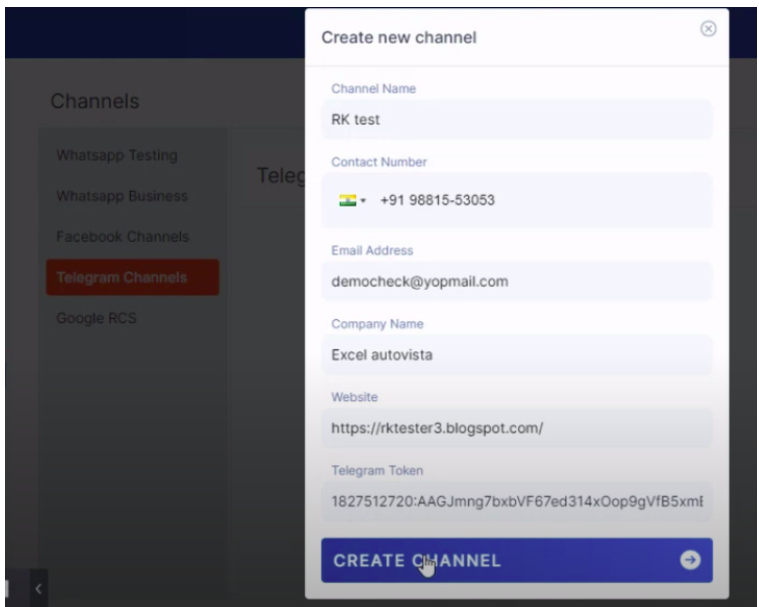 Create new channel
Channels
Whatsapp Testing
Whatsapp Business
Facebook Channels
Telegram Channels
Google RCS
Teleg
Channel Name
RK test
Contact Number
+91 98815-53053
Email Address
democheck@yopmail.com
Company Name
Excel autovista
Website
https://rktester3.blogspot.com/
Telegram Token
1827512720:AAGJmng7bxbVF67ed314xOop9gVfB5xmE
CREATE CHANNEL